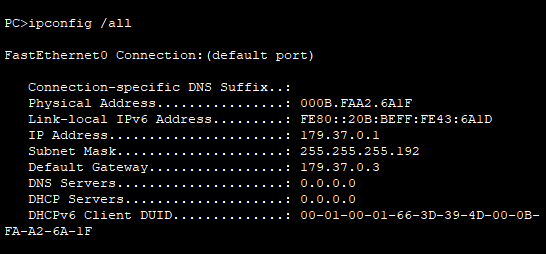 PC>ipconfig /all
FastEthernet0 Connection:(default port)
Connection-specific DNS Suffix..:
Physical Address................: 000B.FAA2.6A1F
Link-local IPv6 Address.........: FE80::20B:BEFF:FE43:6A1D
IP Address......................: 179.37.0.1
Subnet Mask.....................: 255.255.255.192
Default Gateway.................: 179.37.0.3
DNS Servers.....................: 0.0.0.0
DHCP Servers....................: 0.0.0.0
DHCPv6 Client DUID..............: 00-01-00-01-66-3D-39-4D-00-0B-
FA-A2-6A-1F